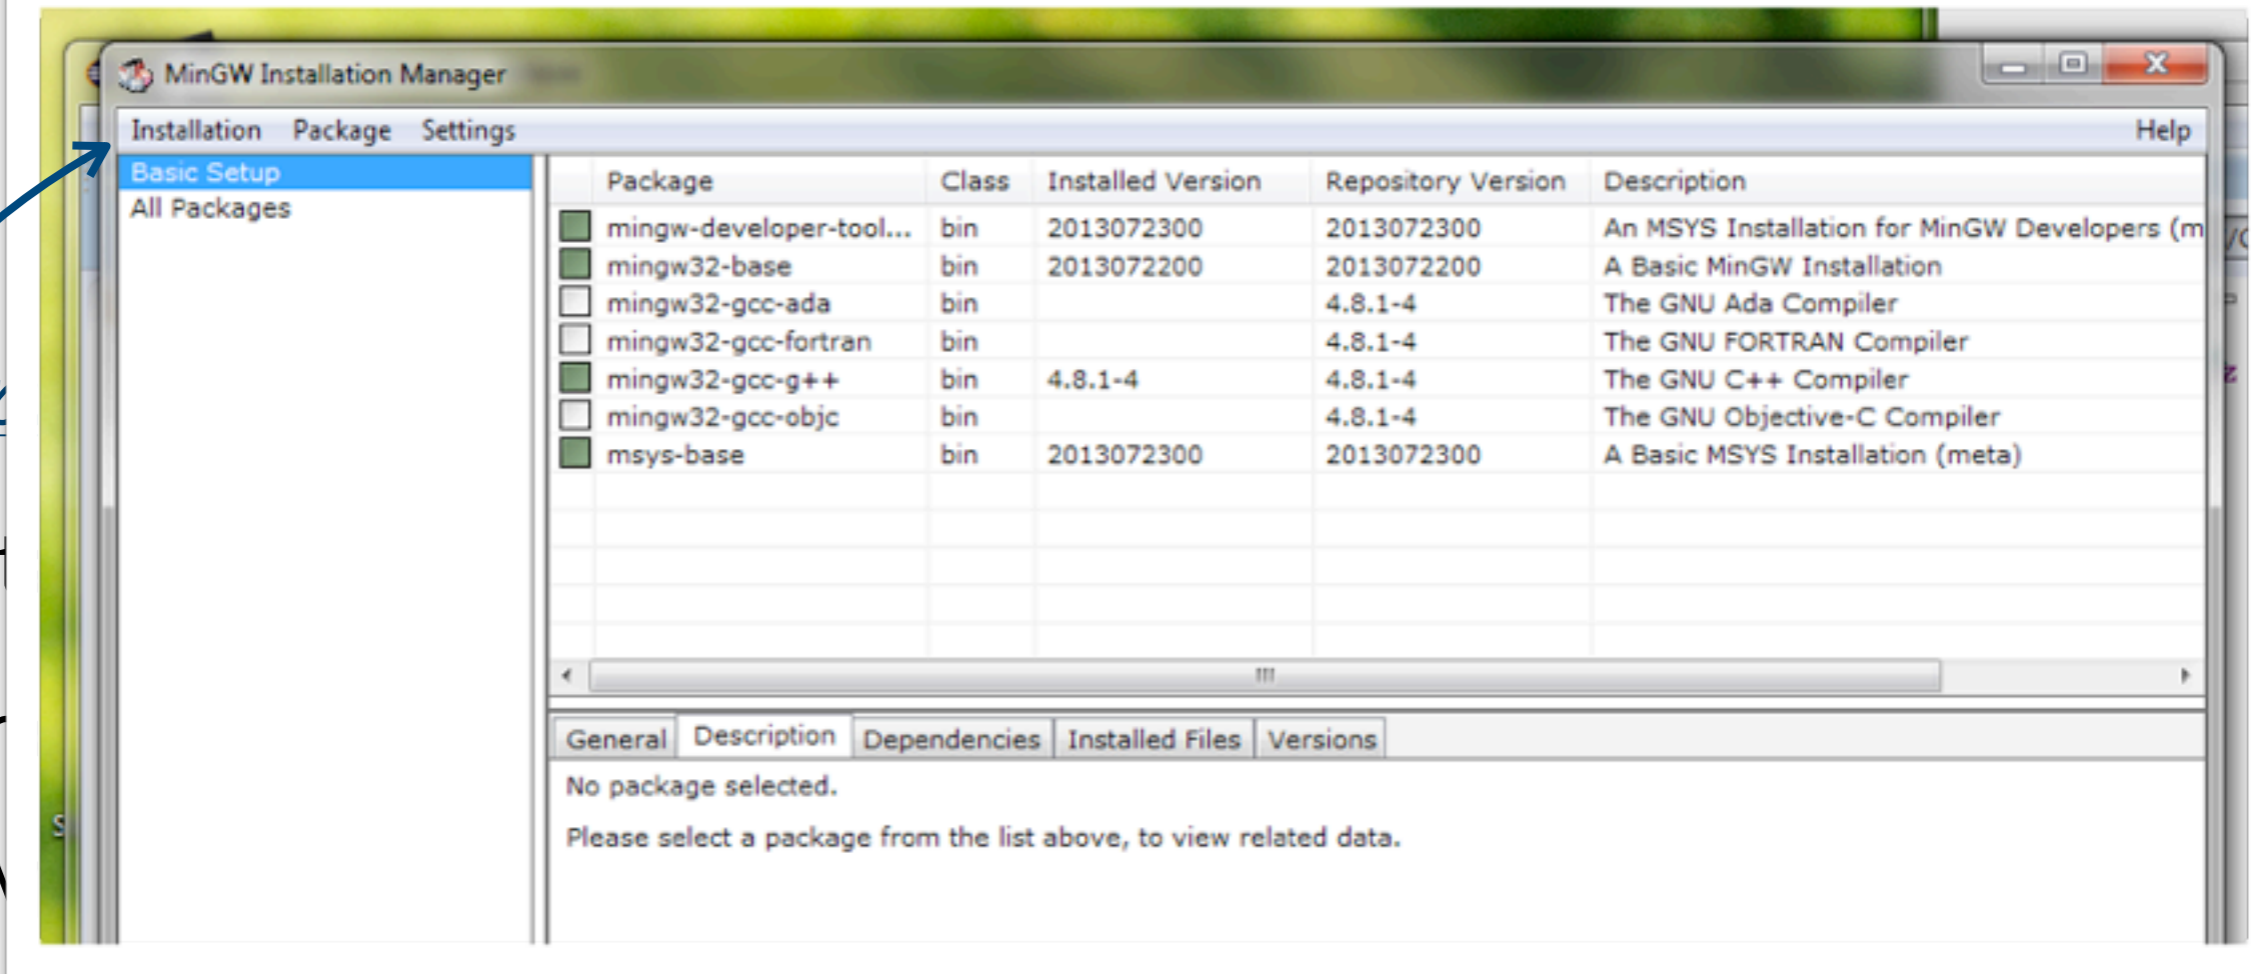 MinGW Installation Manager
Installation Package Settings Help
Basic Setup
All Packages
Package Class Installed Version Repository Version Description
mingw-developer-tool... bin 2013072300 2013072300 An MSYS Installation for MinGW Developers (m
mingw32-base bin 2013072200 2013072200 A Basic MinGW Installation
mingw32-gcc-ada bin 4.8.1-4 The GNU Ada Compiler
mingw32-gcc-fortran bin 4.8.1-4 The GNU FORTRAN Compiler
mingw32-gcc-g++ bin 4.8.1-4 4.8.1-4 The GNU C++ Compiler
mingw32-gcc-objc bin 4.8.1-4 The GNU Objective-C Compiler
msys-base bin 2013072300 2013072300 A Basic MSYS Installation (meta)
General Description Dependencies Installed Files Versions
No package selected.
Please select a package from the list above, to view related data.